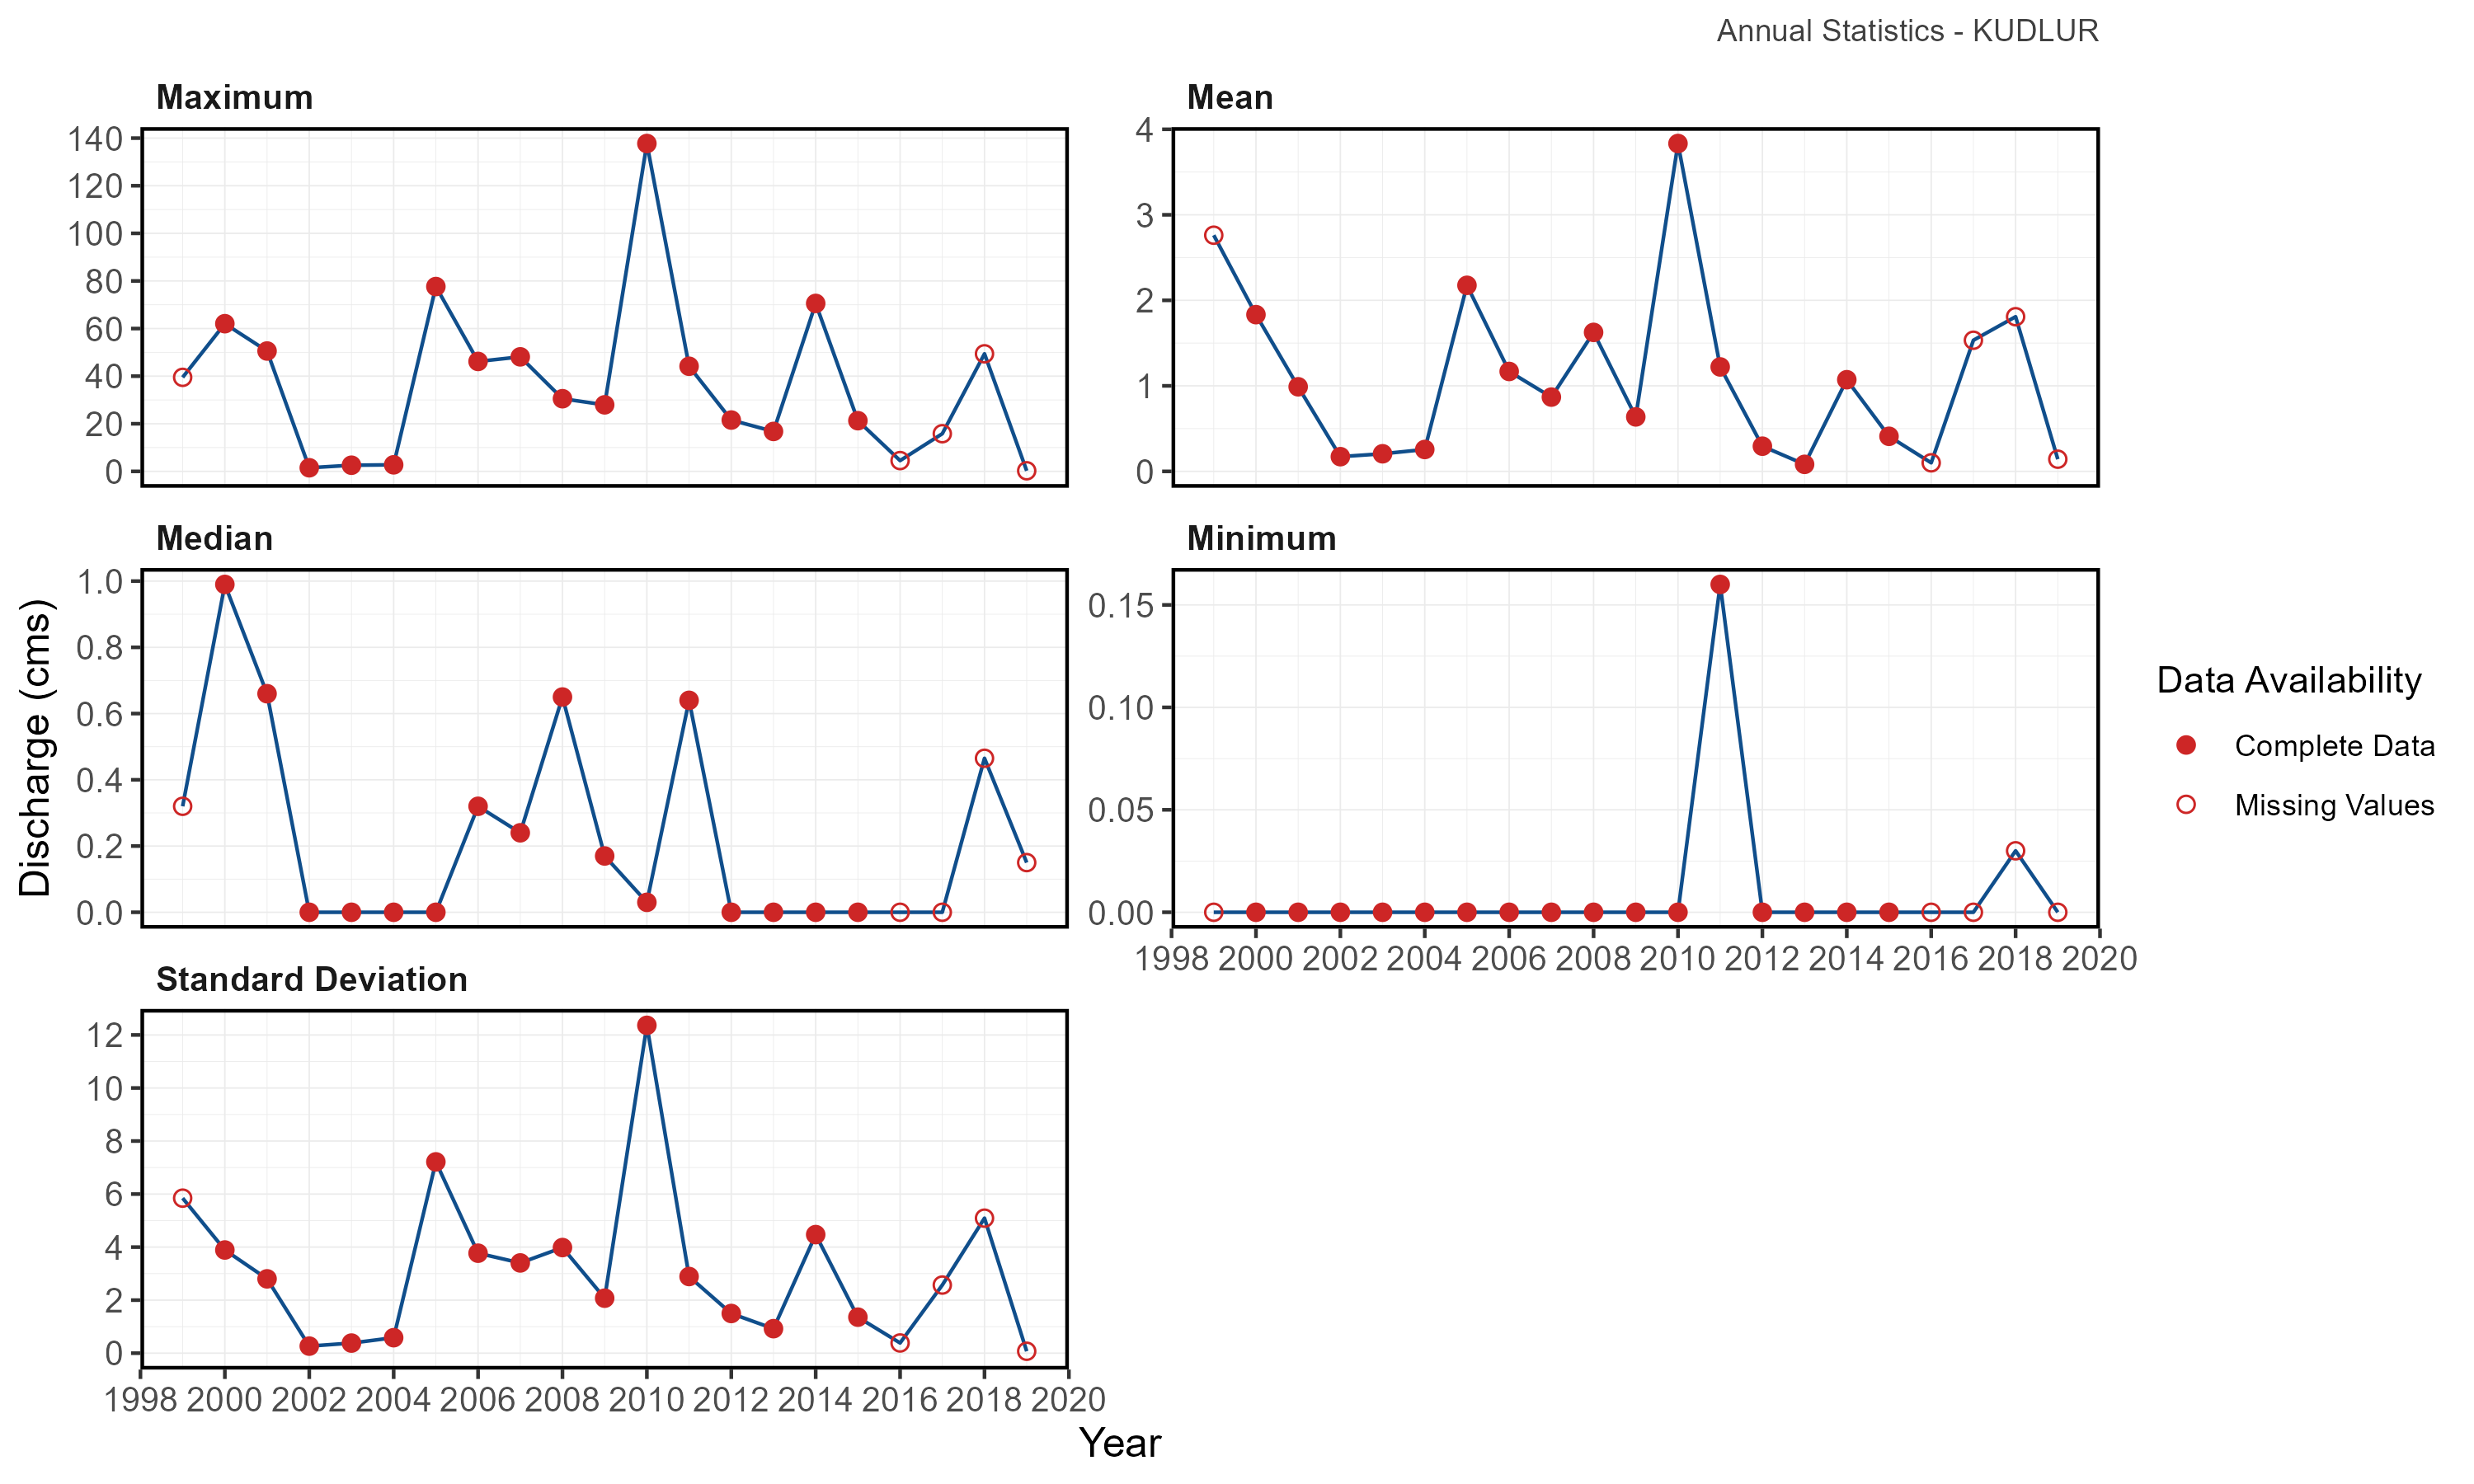 Annual Statistics - KUDLUR
Maximum
140
120
100
80
60
40
20
0
Mean
4
3
2
1
0
Median
1.0
0.8
0.6
0.4
0.2
0.0
Minimum
0.15
0.10
0.05
0.00
1998 2000 2002 2004 2006 2008 2010 2012 2014 2016 2018 2020
Standard Deviation
12
10
8
6
4
2
0
1998 2000 2002 2004 2006 2008 2010 2012 2014 2016 2018 2020
Discharge (cms)
Year
Data Availability
Complete Data
Missing Values